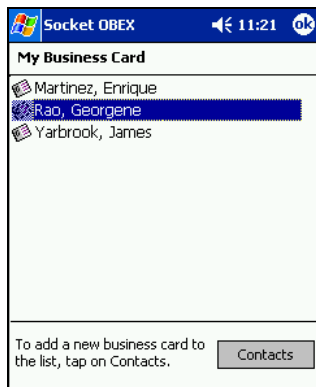 Socket OBEX 11:21 ok
My Business Card
Martinez, Enrique
Rao, Georgene
Yarbrook, James
To add a new business card to
the list, tap on Contacts.
Contacts